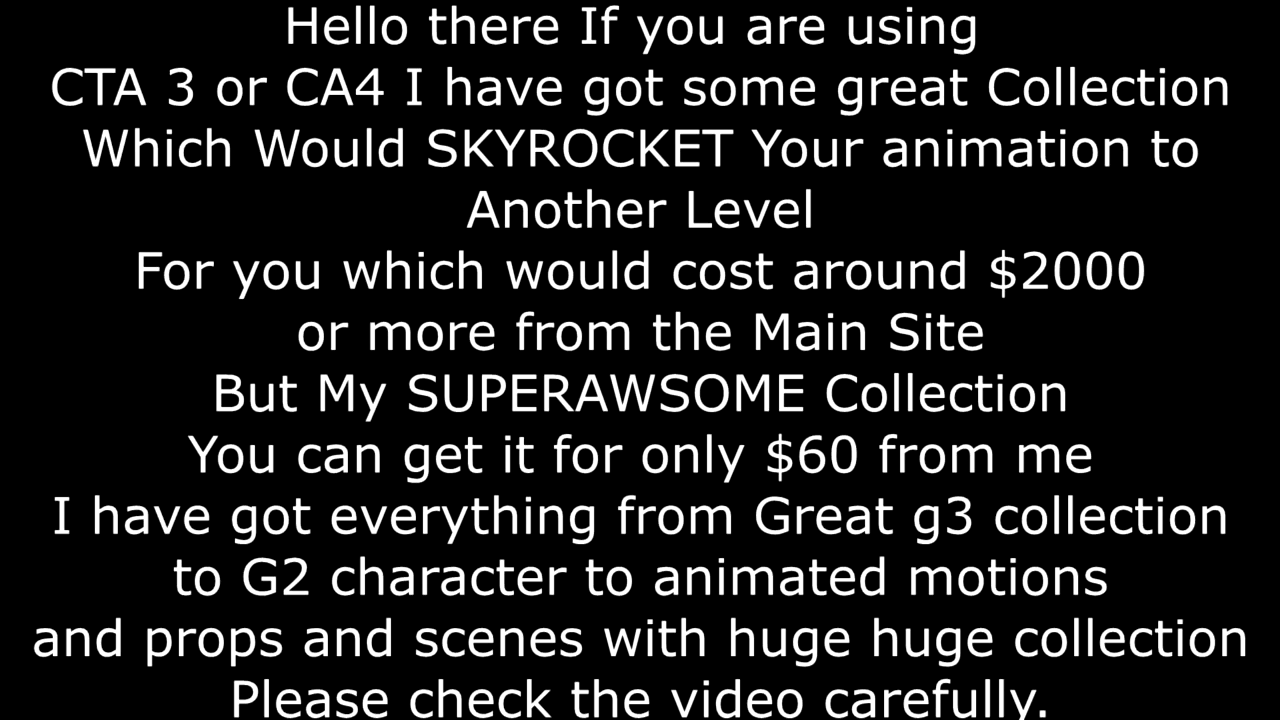 Hello there If you are using
CTA 3 or CA4 I have got some great Collection
Which Would SKYROCKET Your animation to
Another Level
For you which would cost around $2000
or more from the Main Site
But My SUPERAWSOME Collection
You can get it for only $60 from me
I have got everything from Great g3 collection
to G2 character to animated motions
and props and scenes with huge huge collection
Please check the video carefully.